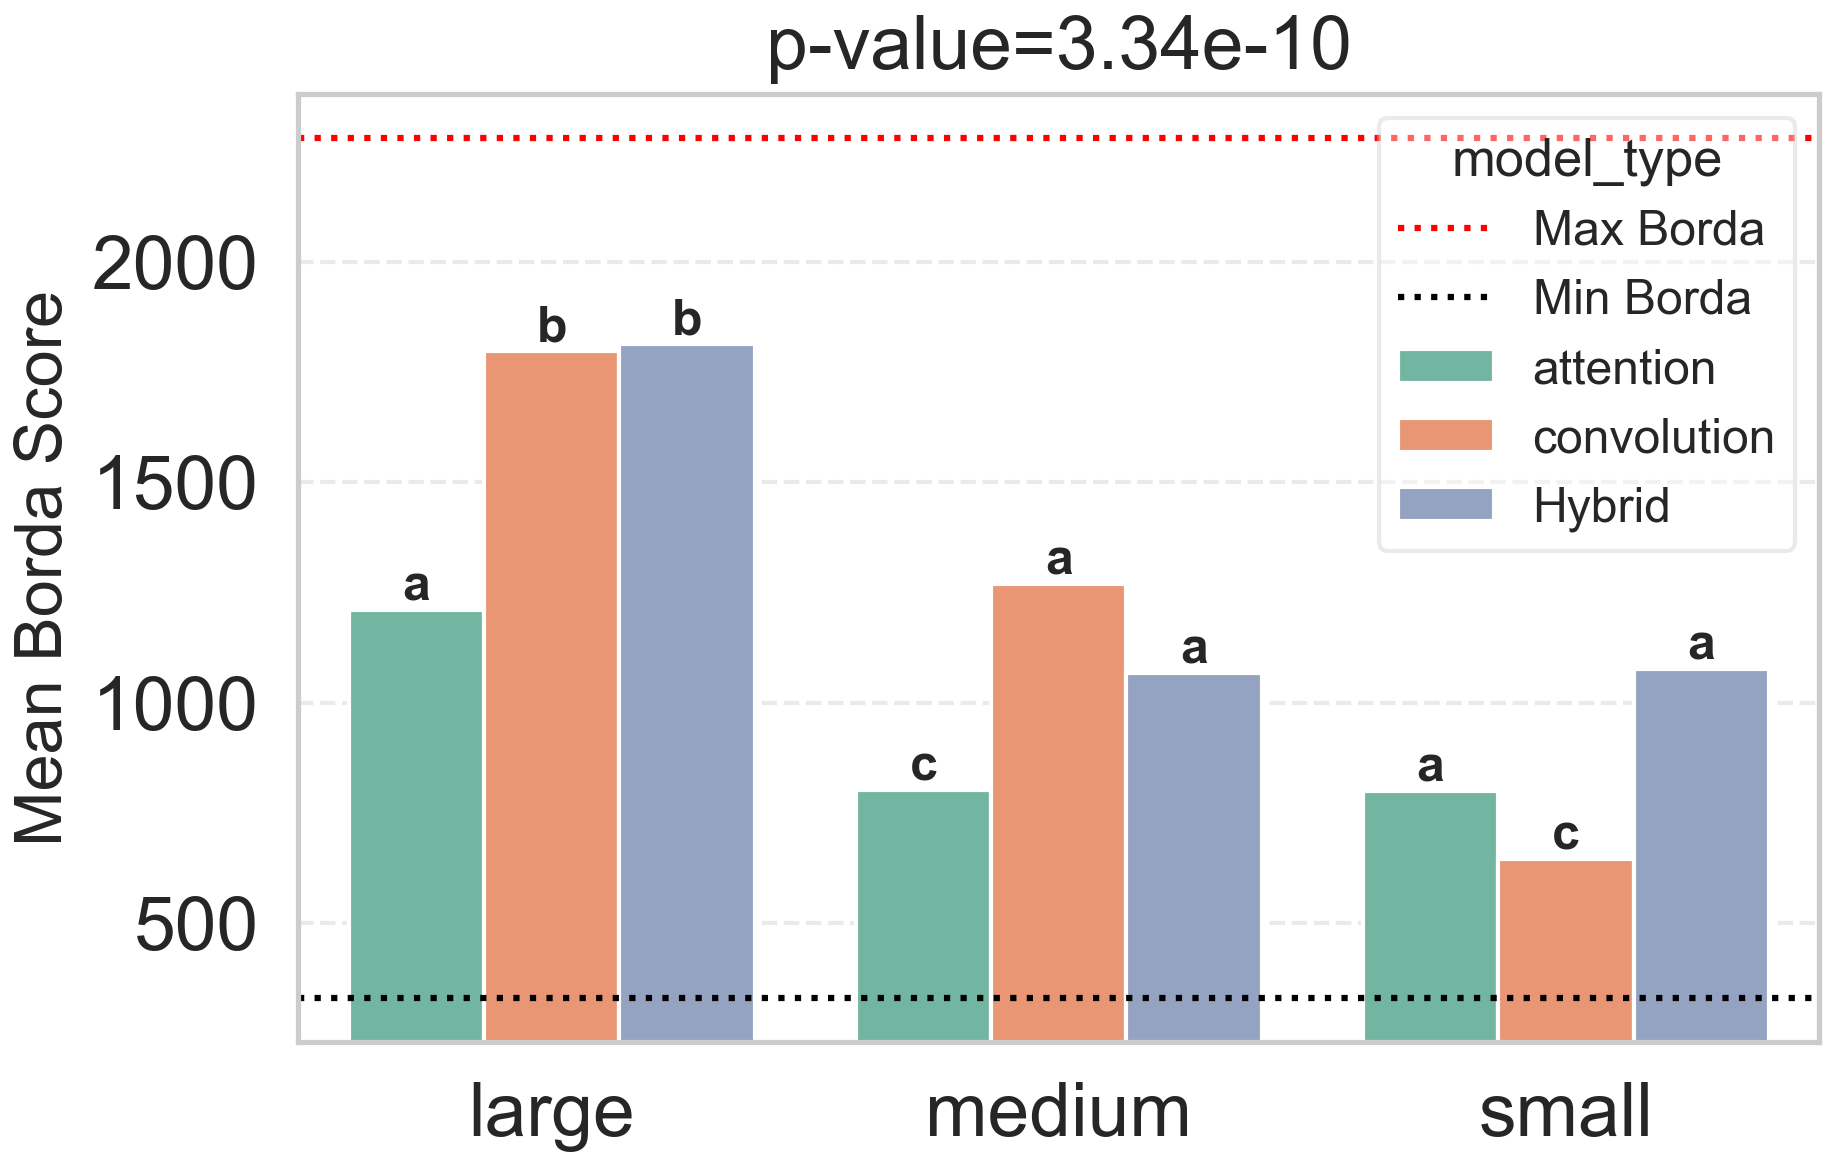 p-value=3.34e-10
Mean Borda Score
2000
1500
1000
500
model_type
Max Borda
Min Borda
attention
convolution
Hybrid
a
b
b
c
a
a
a
c
a
large
medium
small